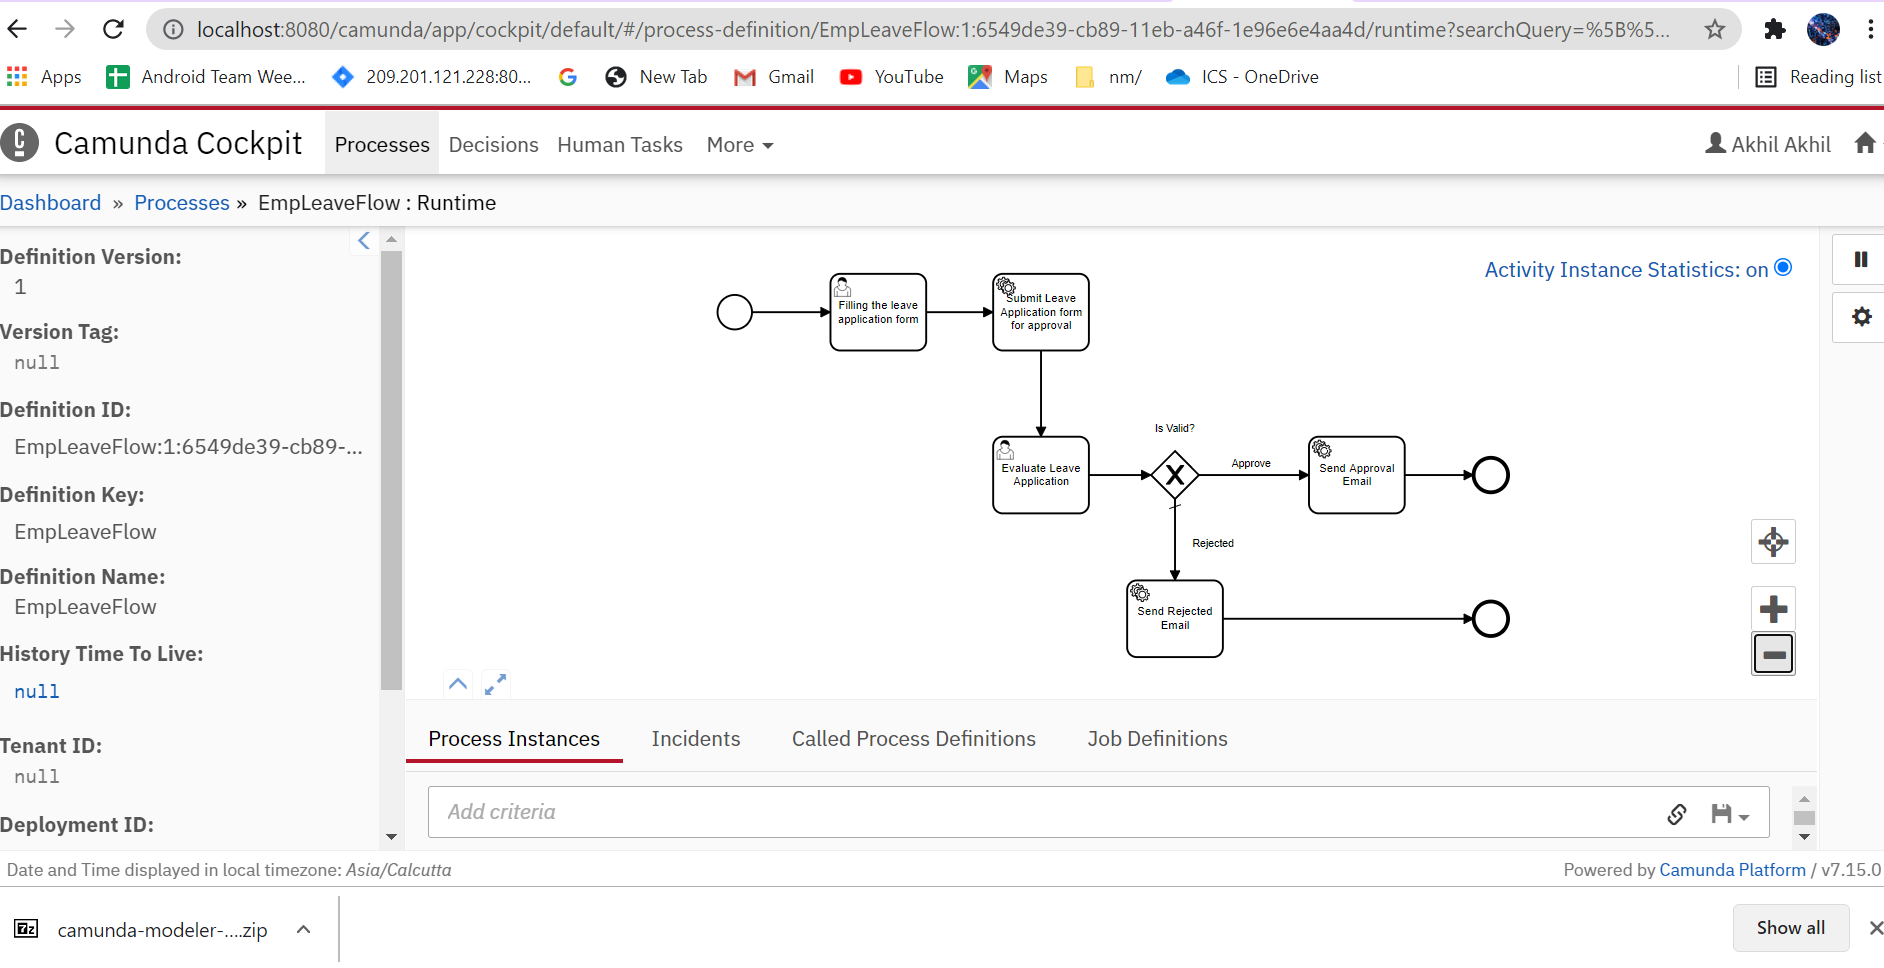 localhost:8080/camunda/app/cockpit/default/#/process-definition/EmpLeaveFlow:1:6549de39-cb89-11eb-a46f-1e96e6e4aa4d/runtime?searchQuery=%5B%5...
Apps Android Team Wee... 209.201.121.228:80... New Tab Gmail YouTube Maps nm/ ICS - OneDrive Reading list
Camunda Cockpit Processes Decisions Human Tasks More Akhil Akhil
Dashboard » Processes » EmpLeaveFlow : Runtime
Definition Version:
1
Version Tag:
null
Definition ID:
EmpLeaveFlow:1:6549de39-cb89-...
Definition Key:
EmpLeaveFlow
Definition Name:
EmpLeaveFlow
History Time To Live:
null
Tenant ID:
null
Deployment ID:
Activity Instance Statistics: on
Filling the leave
application form
Submit Leave
Application form
for approval
Evaluate Leave
Application
Is Valid?
Approve
Send Approval
Email
Rejected
Send Rejected
Email
Process Instances Incidents Called Process Definitions Job Definitions
Add criteria
Date and Time displayed in local timezone: Asia/Calcutta
Powered by Camunda Platform / v7.15.0
camunda-modeler-....zip
Show all